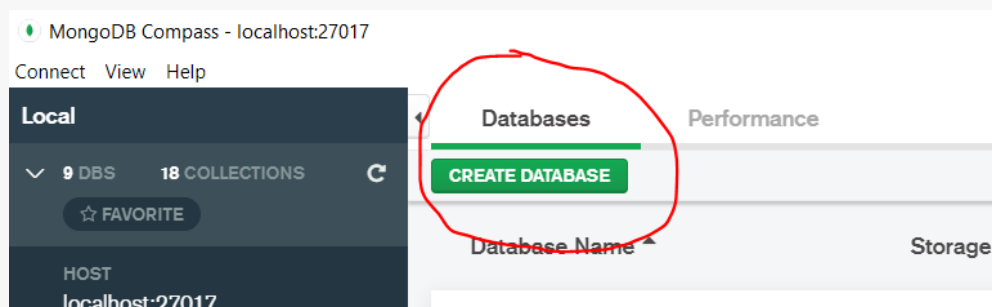 MongoDB Compass - localhost:27017
Connect View Help
Local
Databases Performance
9 DBS 18 COLLECTIONS
CREATE DATABASE
FAVORITE
Database Name Storage
HOST
localhost:27017